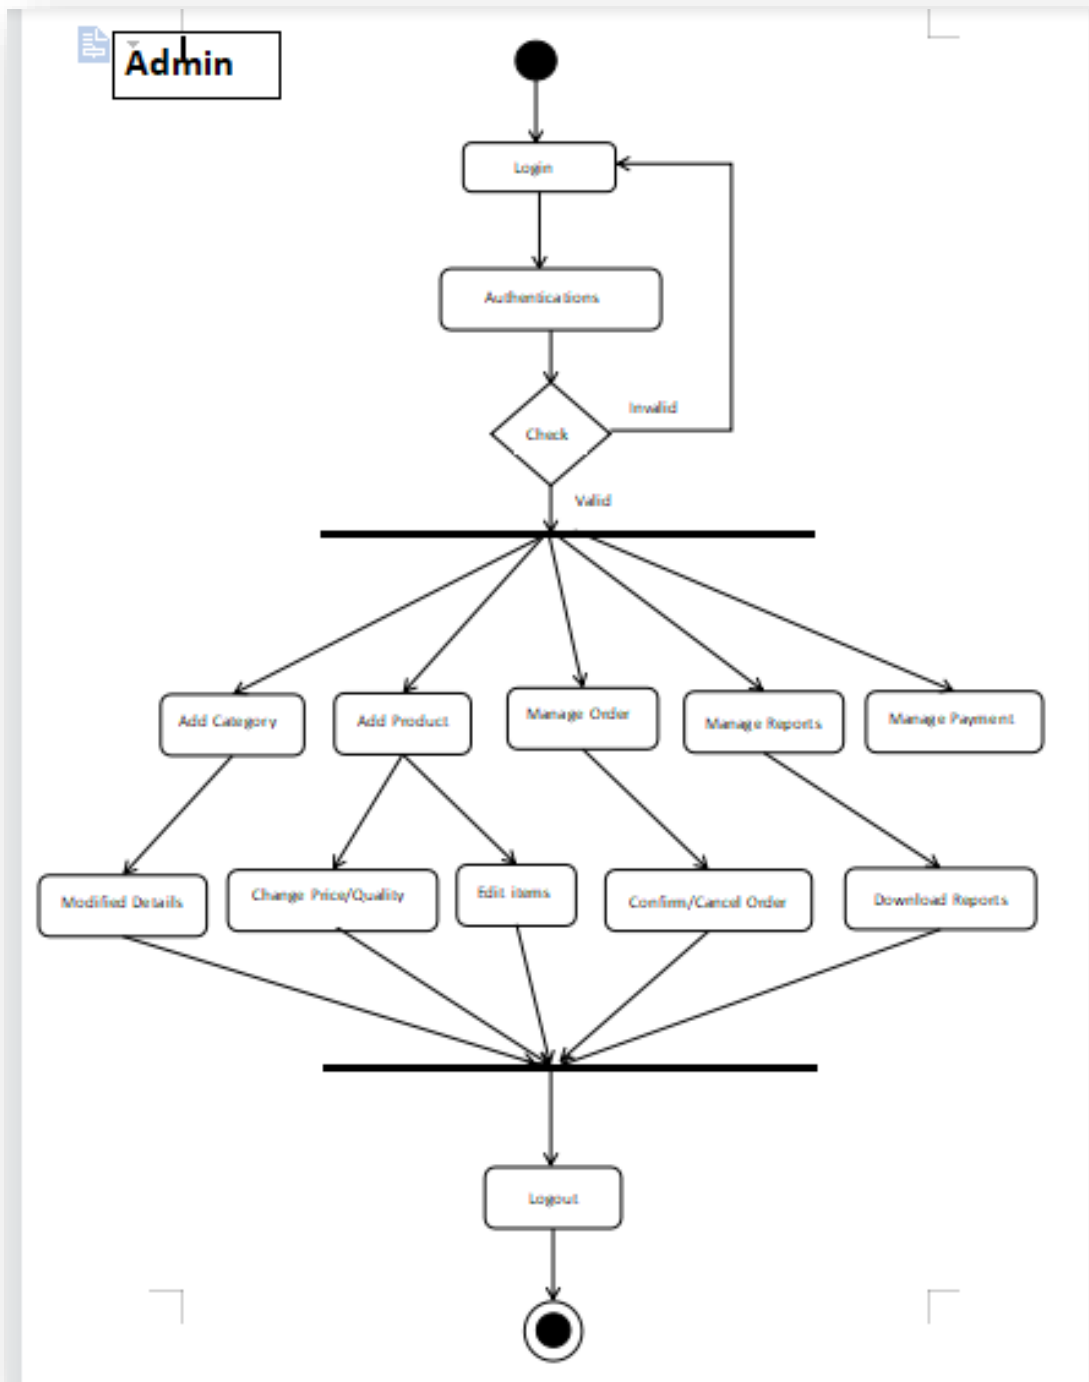 Admin
Login
Authentications
Invalid
Check
Valid
Add Category
Add Product
Manage Order
Manage Reports
Manage Payment
Modified Details
Change Price/Quality
Edit items
Confirm/Cancel Order
Download Reports
Logout